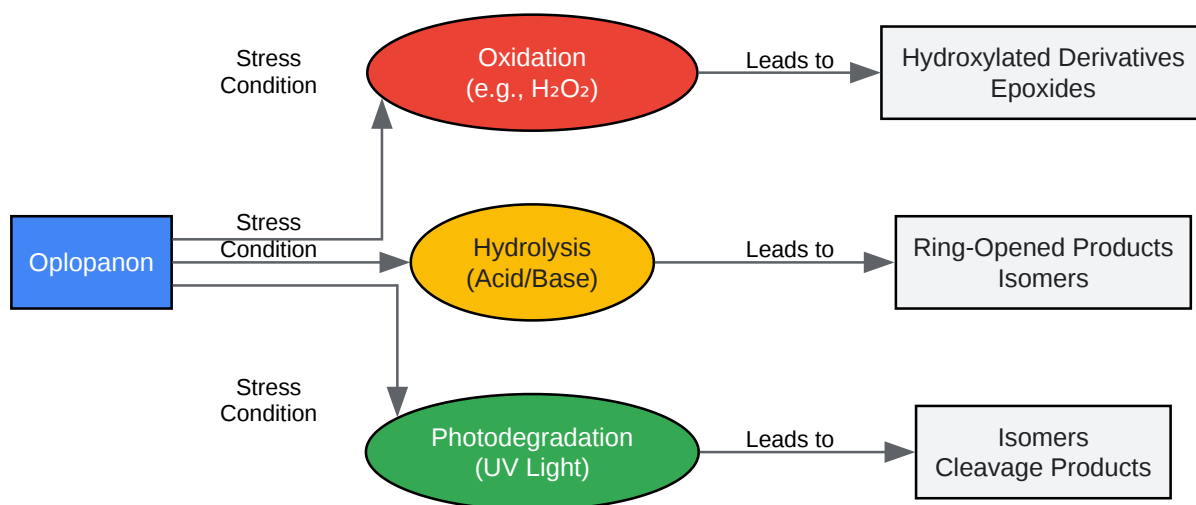 Stress
Condition
Oxidation
(e.g., H₂O₂)
Leads to
Hydroxylated Derivatives
Epoxides
Oplopanon
Stress
Condition
Hydrolysis
(Acid/Base)
Leads to
Ring-Opened Products
Isomers
Stress
Condition
Photodegradation
(UV Light)
Leads to
Isomers
Cleavage Products